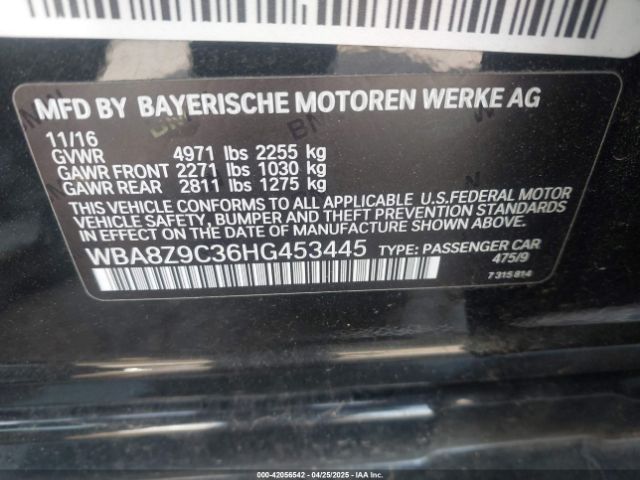 MFD BY BAYERISCHE MOTOREN WERKE AG
11/16
GVWR 4971 lbs 2255 kg
GAWR FRONT 2271 lbs 1030 kg
GAWR REAR 2811 lbs 1275 kg
THIS VEHICLE CONFORMS TO ALL APPLICABLE U.S.FEDERAL MOTOR
VEHICLE SAFETY, BUMPER AND THEFT PREVENTION STANDARDS
IN EFFECT ON THE DATE OF MANUFACTURE SHOWN ABOVE.
WBA8Z9C36HG453445 TYPE: PASSENGER CAR
475/9
7 315 814
000-42056542 - 04/25/2025 - IAAI.COM